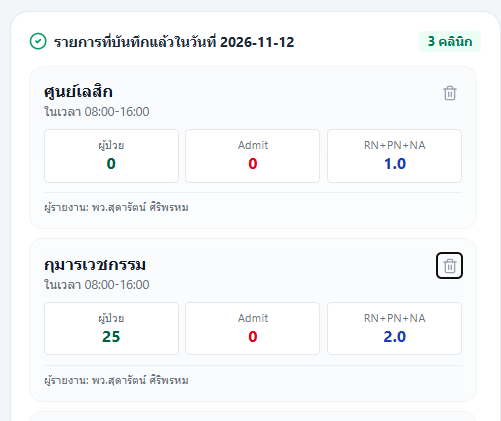 รายการที่บันทึกแล้วในวันที่ 2026-11-12
3 คลินิก
ศูนย์เลสิก
ในเวลา 08:00-16:00
ผู้ป่วย
0
Admit
0
RN+PN+NA
1.0
ผู้รายงาน: พว.สุดารัตน์ ศิริพรหม
กุมารเวชกรรม
ในเวลา 08:00-16:00
ผู้ป่วย
25
Admit
0
RN+PN+NA
2.0
ผู้รายงาน: พว.สุดารัตน์ ศิริพรหม